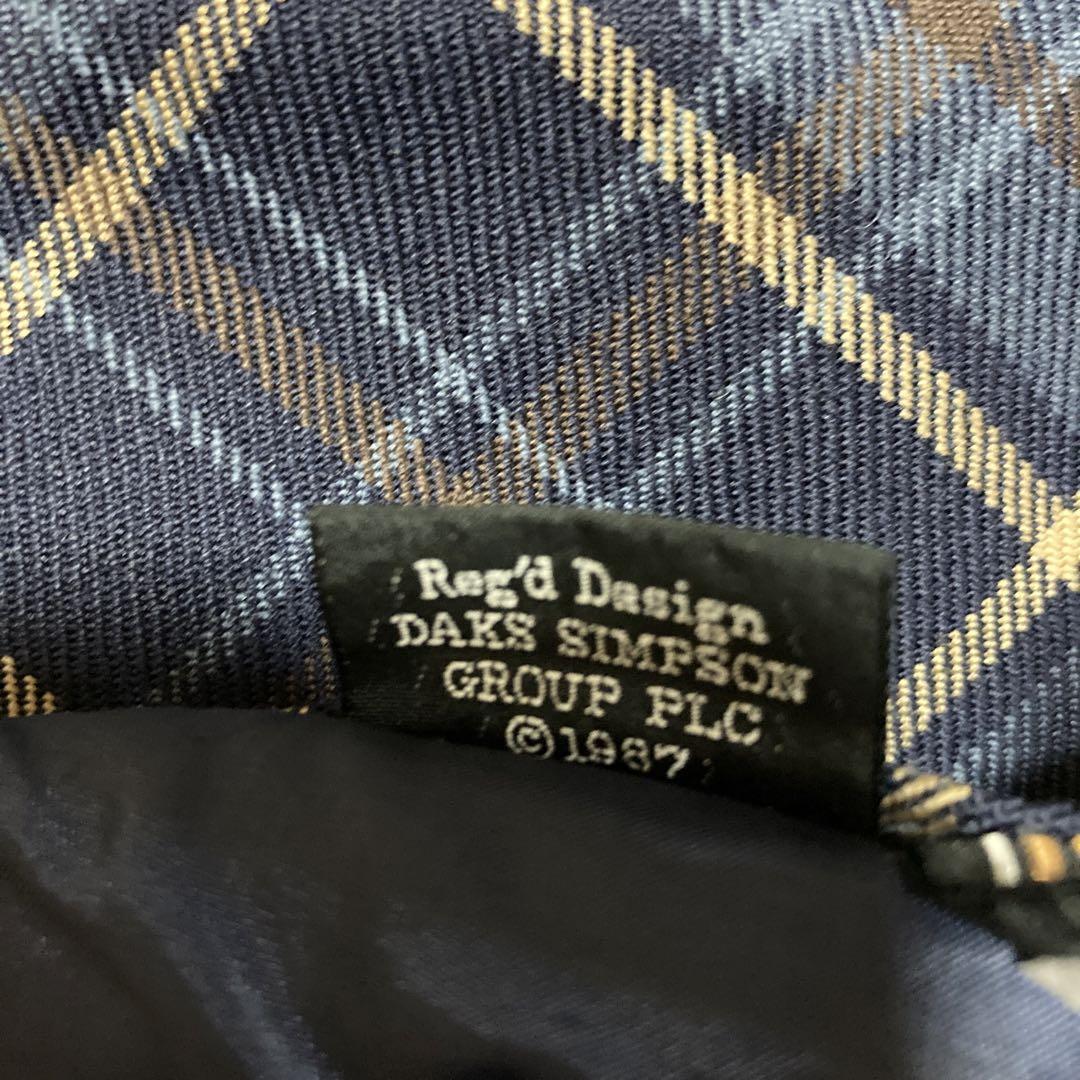 Reg'd Dasign
DAKS SIMPSON
GROUP PLC
©1987